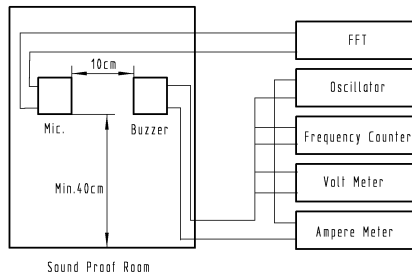 10cm
FFT
Oscillator
Mic.
Buzzer
Frequency Counter
Min.40cm
Volt Meter
Ampere Meter
Sound Proof Room